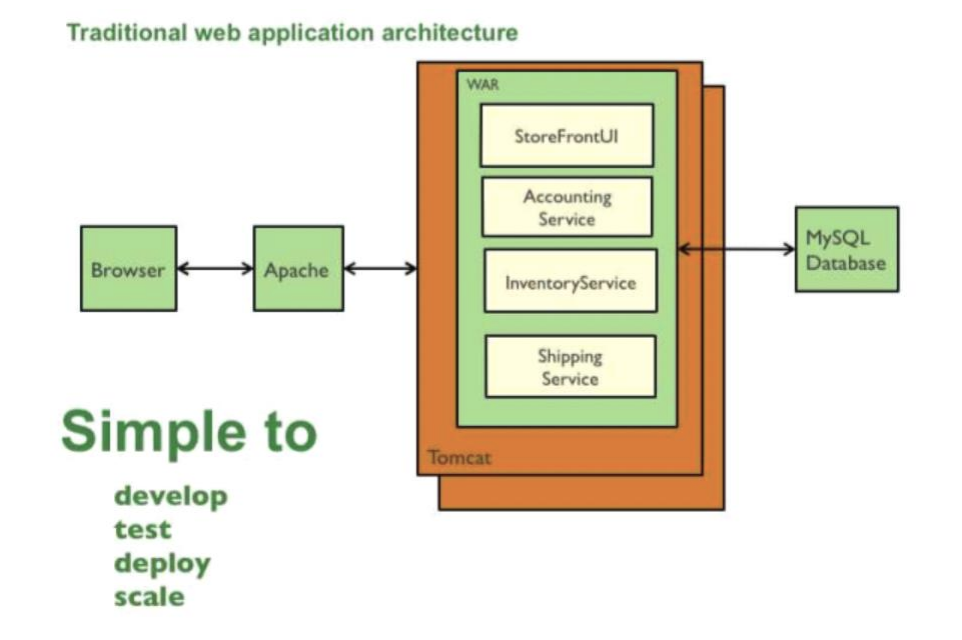 Traditional web application architecture
WAR
StoreFrontUI
Accounting
Service
InventoryService
Shipping
Service
Tomcat
Browser
Apache
MySQL
Database
Simple to
develop
test
deploy
scale